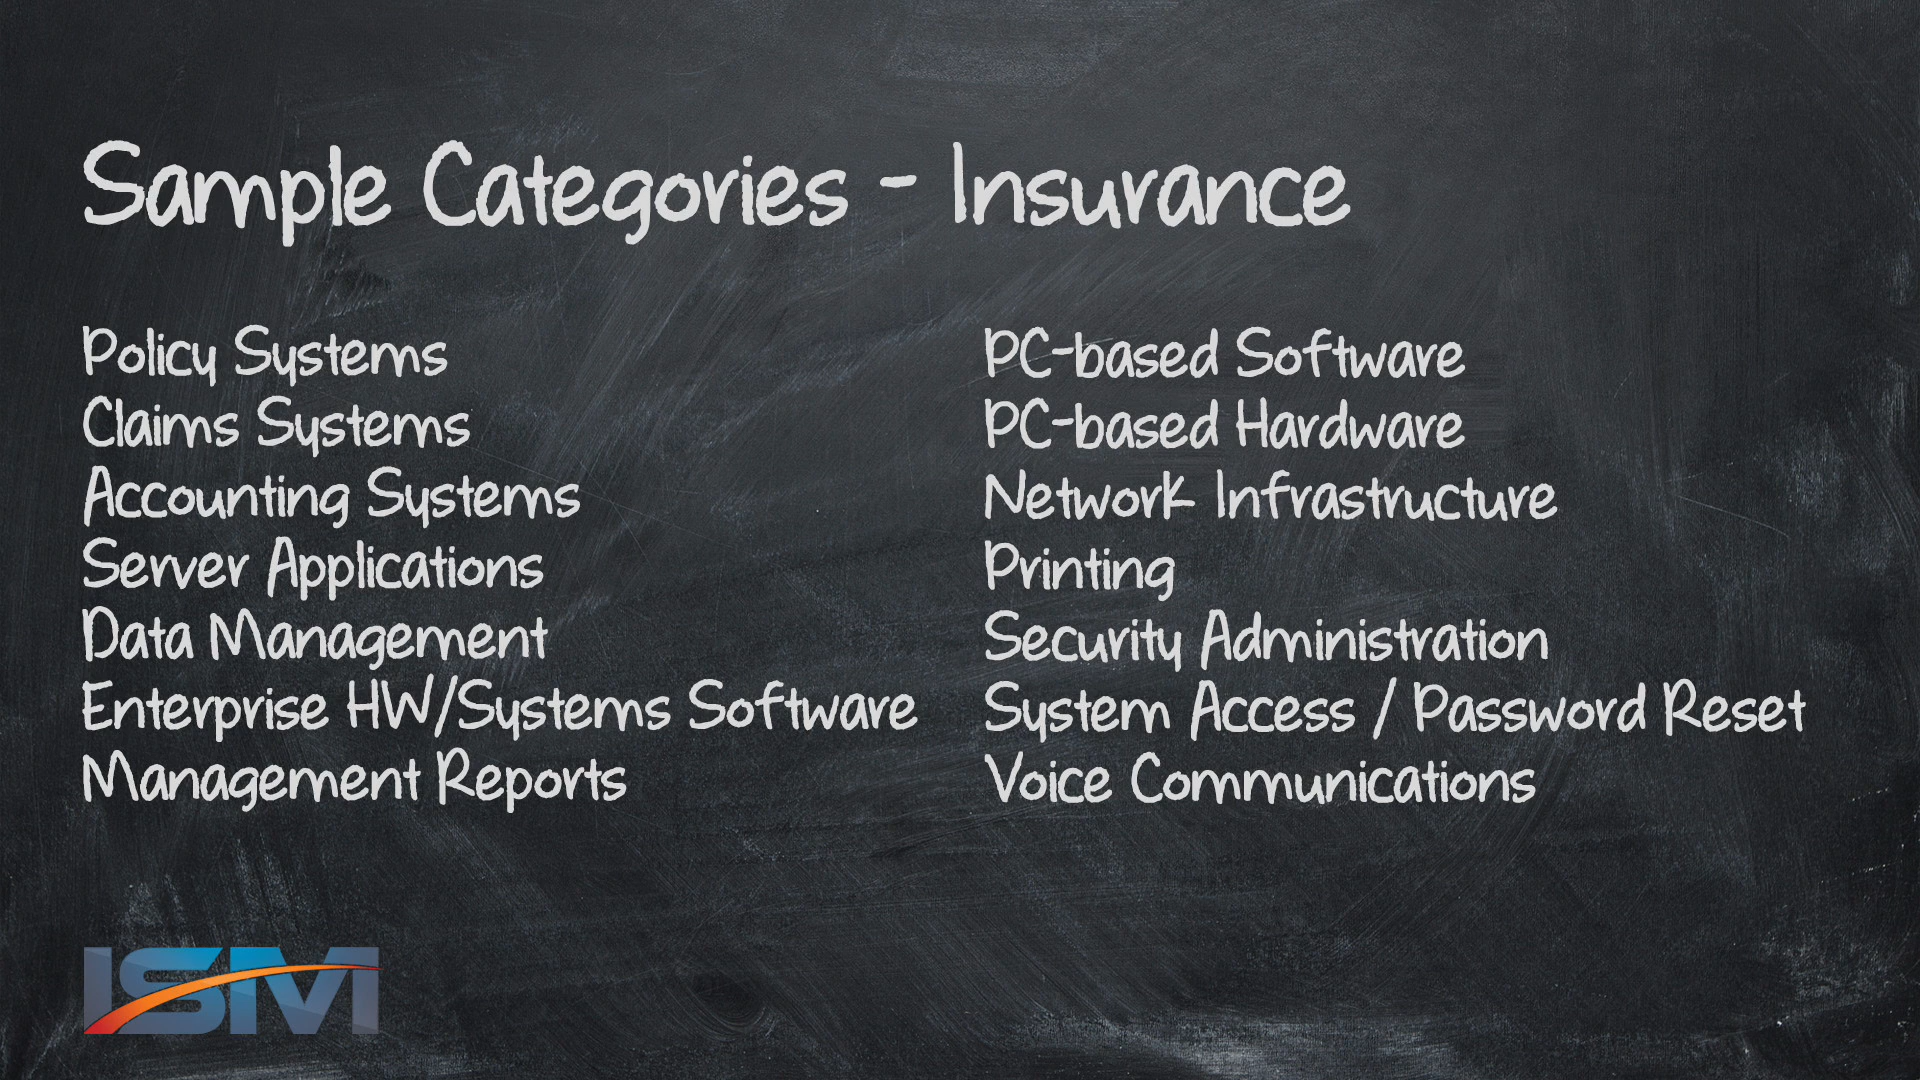 Sample Categories - Insurance
Policy Systems
Claims Systems
Accounting Systems
Server Applications
Data Management
Enterprise HW/Systems Software
Management Reports
PC-based Software
PC-based Hardware
Network Infrastructure
Printing
Security Administration
System Access / Password Reset
Voice Communications
ISM